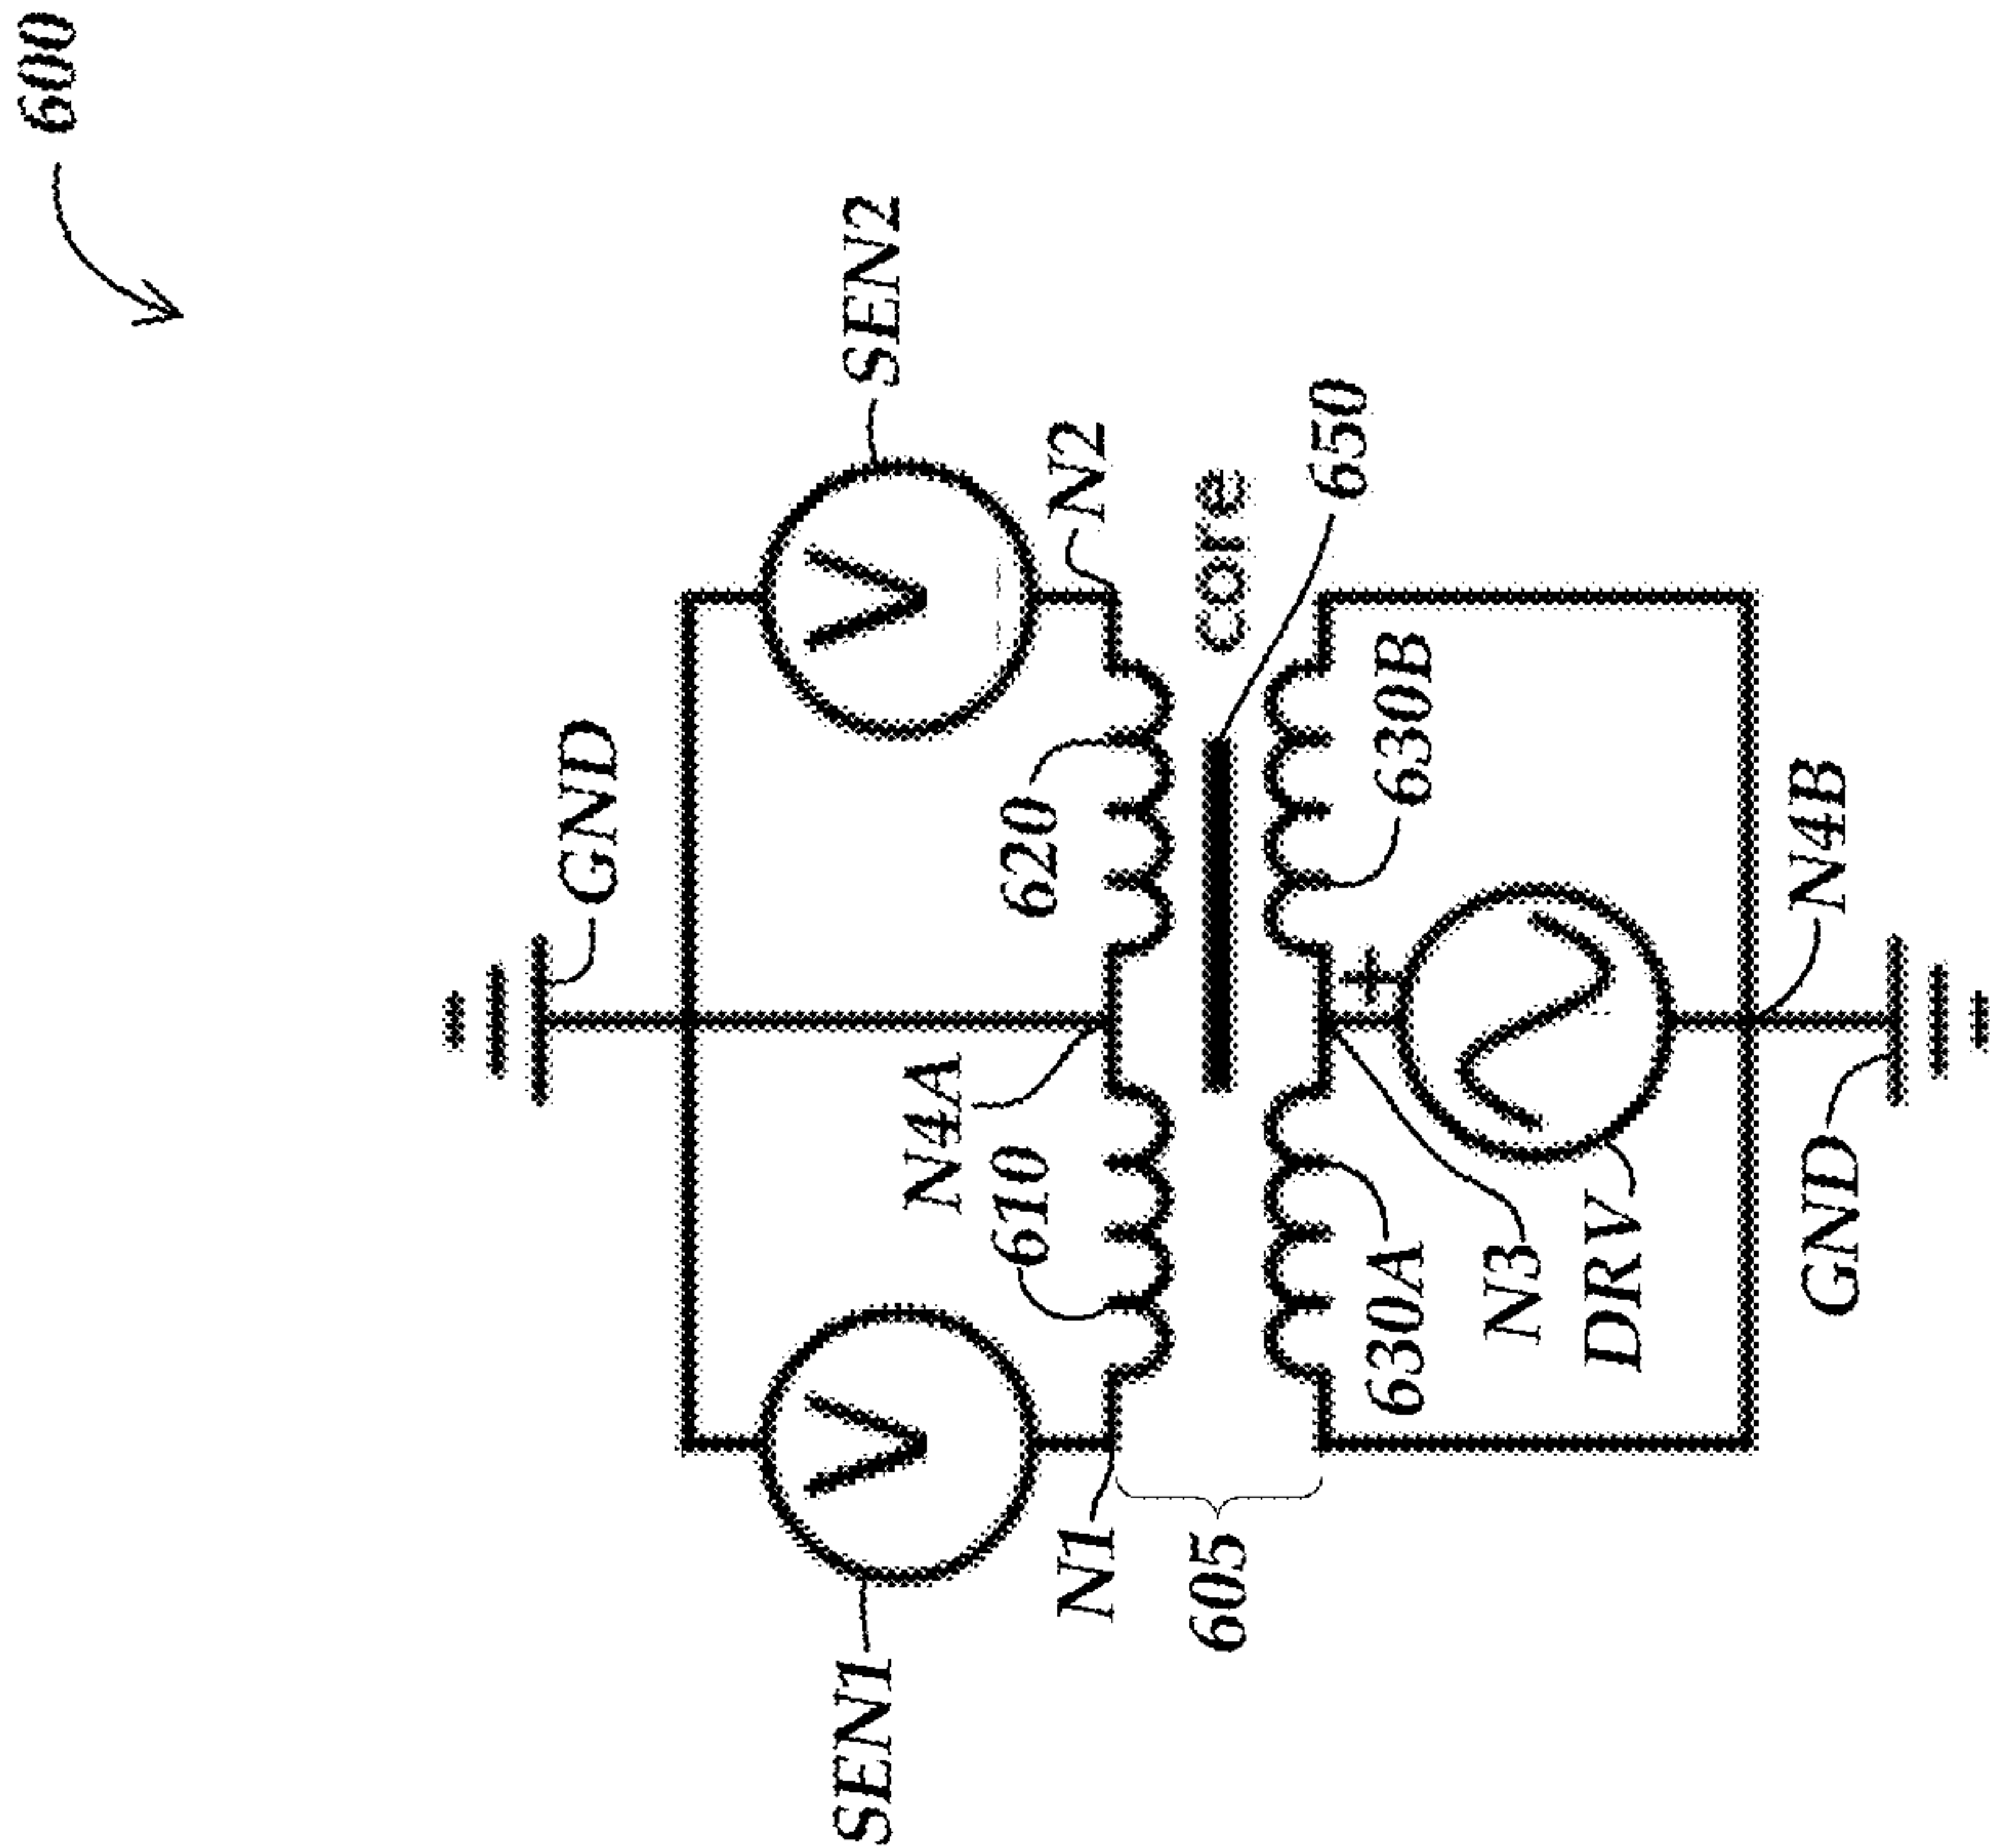 600
SEN1
SEN2
GND
N4A
610
620
N1
N2
605
core
650
630A
630B
N3
DRV
N4B
GND
V
V
+